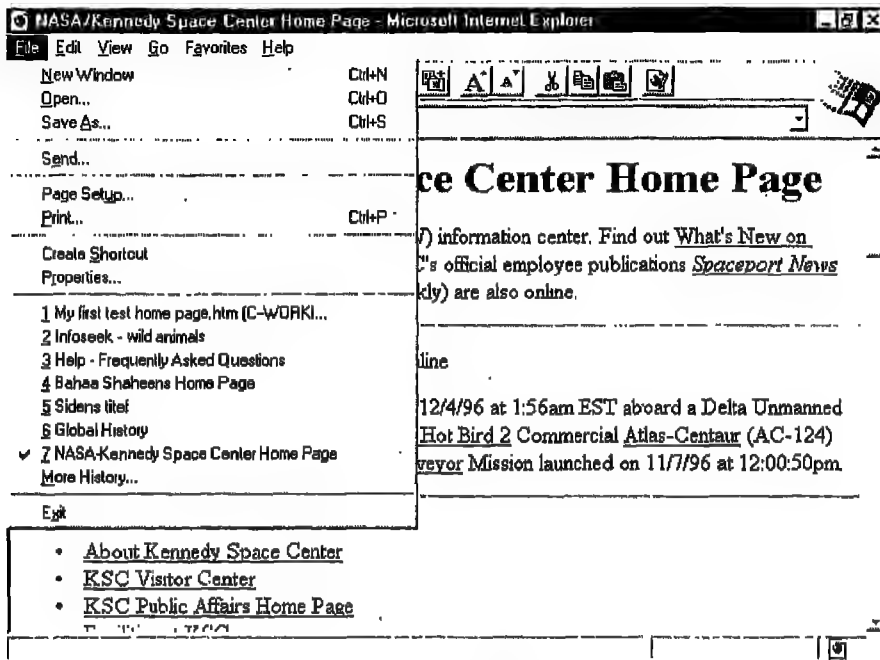 NASA/Kennedy Space Center Home Page - Microsoft Internet Explorer
File Edit View Go Favorites Help
New Window Ctrl+N
Open... Ctrl+O
Save As... Ctrl+S
Send...
Page Setup...
Print... Ctrl+P
Create Shortcut
Properties...
1 My first test home page.htm (C-WORK)...
2 Infoseek - wild animals
3 Help - Frequently Asked Questions
4 Bahaa Shaheens Home Page
5 Sidens titel
6 Global History
7 NASA-Kennedy Space Center Home Page
More History...
Exit
ce Center Home Page
) information center. Find out What's New on
C's official employee publications Spaceport News
kly) are also online.
line
12/4/96 at 1:56am EST aboard a Delta Unmanned
Hot Bird 2 Commercial Atlas-Centaur (AC-124)
veyor Mission launched on 11/7/96 at 12:00:50pm
• About Kennedy Space Center
• KSC Visitor Center
• KSC Public Affairs Home Page